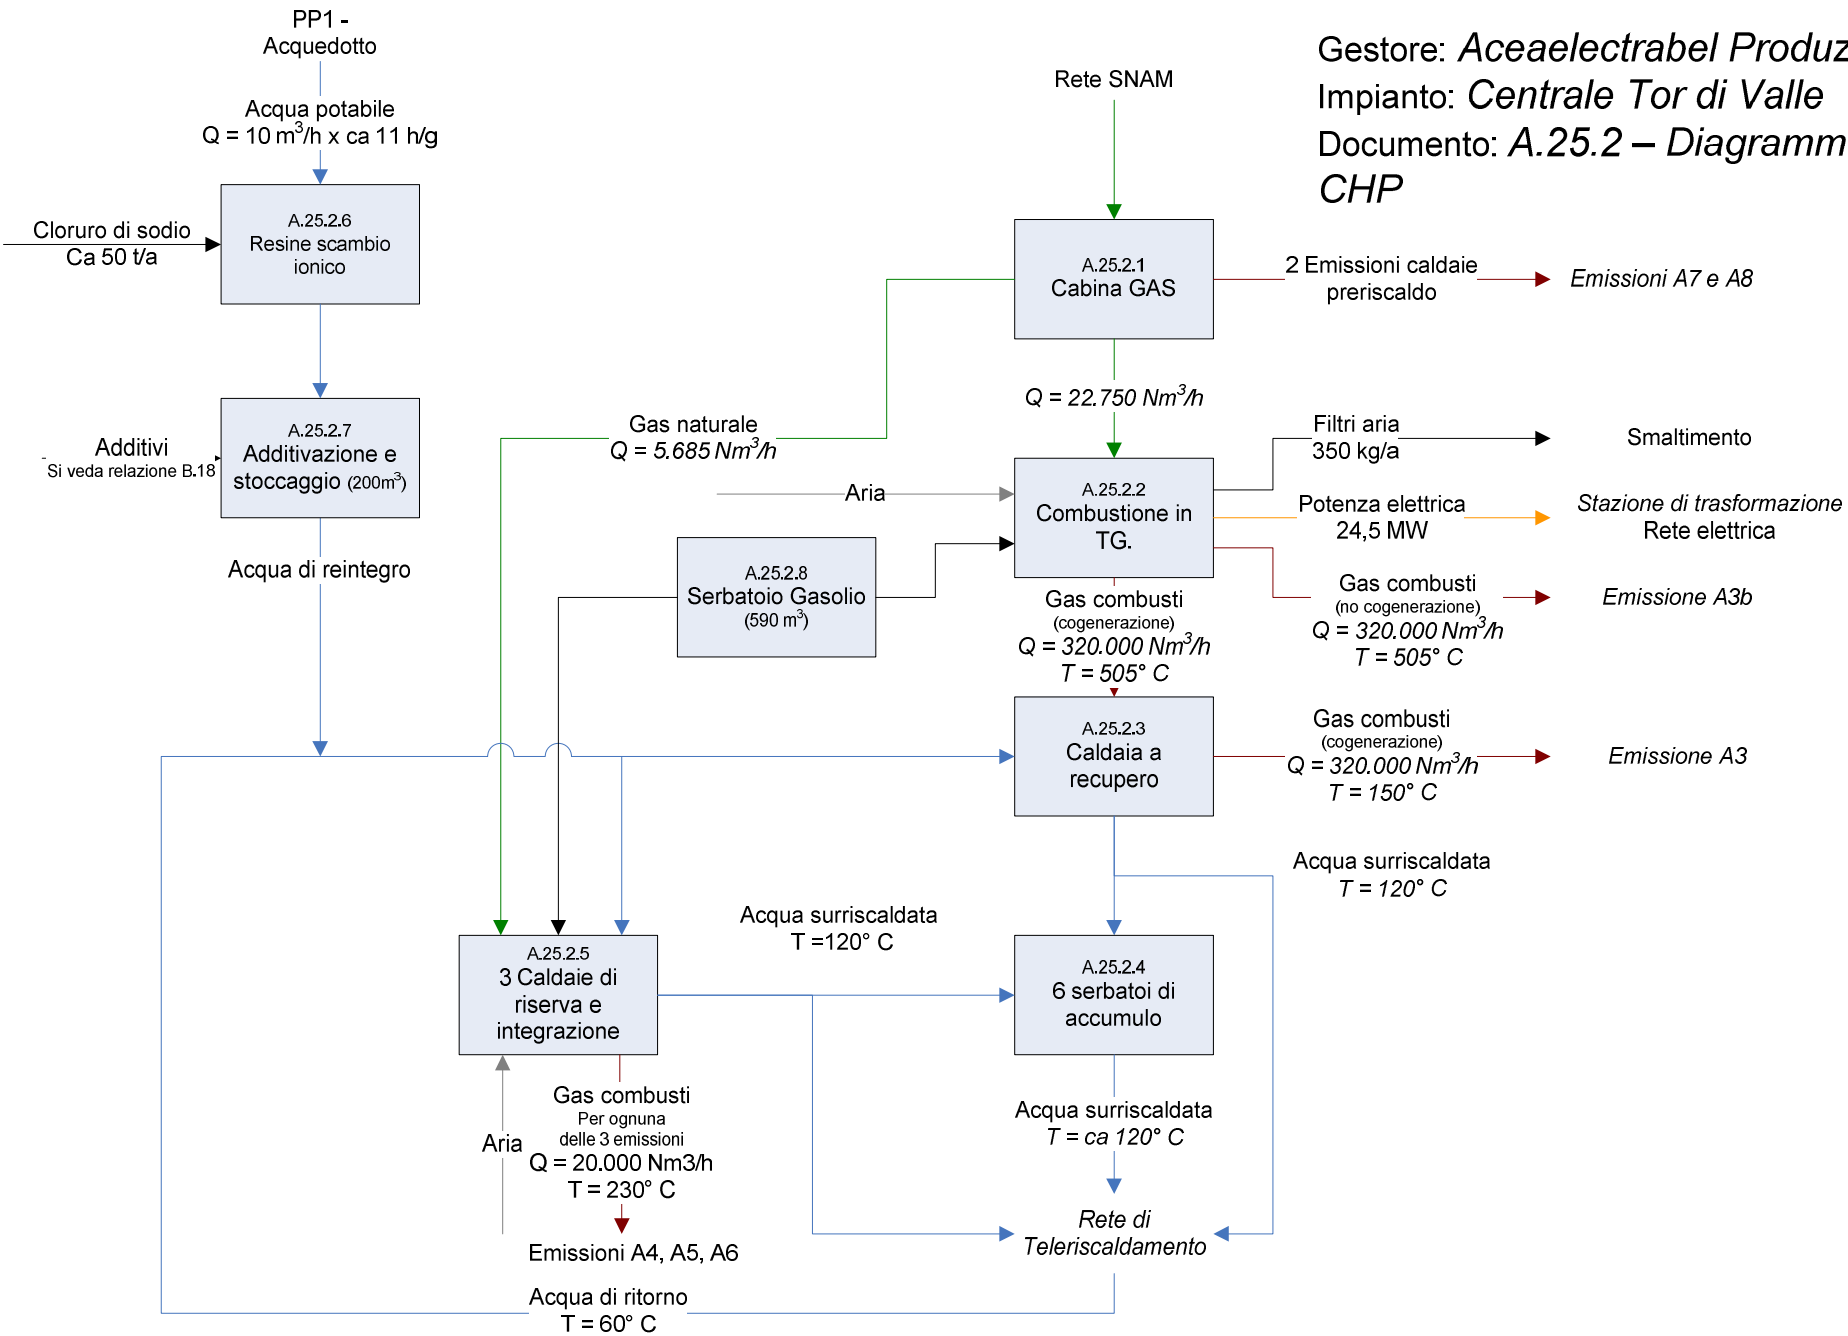 PP1 -
Acquedotto
Acqua potabile
Q = 10 m³/h x ca 11 h/g
Rete SNAM
Gestore: Aceaelectrabel Produz
Impianto: Centrale Tor di Valle
Documento: A.25.2 – Diagramm
CHP
Cloruro di sodio
Ca 50 t/a
A.25.2.6
Resine scambio
ionico
A.25.2.1
Cabina GAS
2 Emissioni caldaie
preriscaldo
Emissioni A7 e A8
Q = 22.750 Nm³/h
Gas naturale
Q = 5.685 Nm³/h
Additivi
Si veda relazione B.18
A.25.2.7
Additivazione e
stoccaggio (200m³)
Filtri aria
350 kg/a
Smaltimento
Aria
A.25.2.2
Combustione in
TG.
Potenza elettrica
24,5 MW
Stazione di trasformazione
Rete elettrica
Acqua di reintegro
A.25.2.8
Serbatoio Gasolio
(590 m³)
Gas combusti
(cogenerazione)
Q = 320.000 Nm³/h
T = 505° C
Gas combusti
(no cogenerazione)
Q = 320.000 Nm³/h
T = 505° C
Emissione A3b
A.25.2.3
Caldaia a
recupero
Gas combusti
(cogenerazione)
Q = 320.000 Nm³/h
T = 150° C
Emissione A3
Acqua surriscaldata
T = 120° C
Acqua surriscaldata
T =120° C
A.25.2.5
3 Caldaie di
riserva e
integrazione
A.25.2.4
6 serbatoi di
accumulo
Gas combusti
Per ognuna
delle 3 emissioni
Q = 20.000 Nm3/h
T = 230° C
Aria
Acqua surriscaldata
T = ca 120° C
Emissioni A4, A5, A6
Rete di
Teleriscaldamento
Acqua di ritorno
T = 60° C